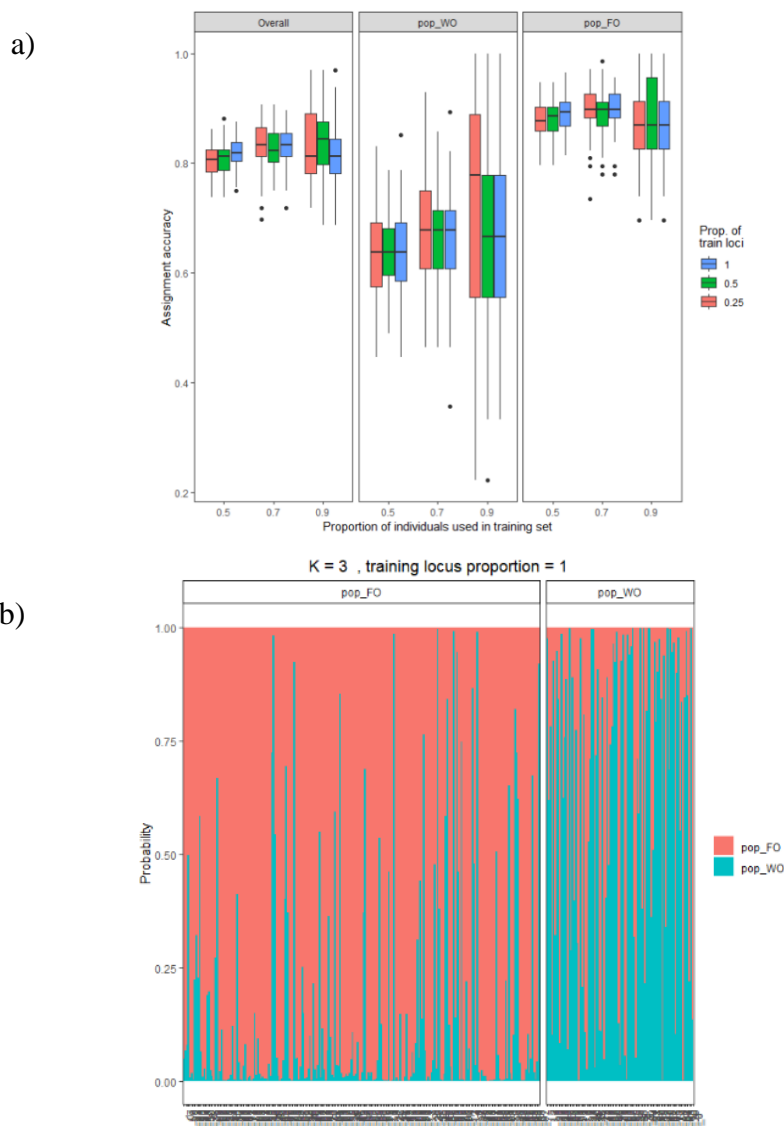 a)
Overall
pop_WO
pop_FO
1.0
0.8
0.6
0.4
0.2
Assignment accuracy
0.5
0.7
0.9
0.5
0.7
0.9
0.5
0.7
0.9
Proportion of individuals used in training set
Prop. of
train loci
1
0.5
0.25
b)
K = 3 , training locus proportion = 1
pop_FO
pop_WO
1.00
0.75
0.50
0.25
0.00
Probability
pop_FO
pop_WO